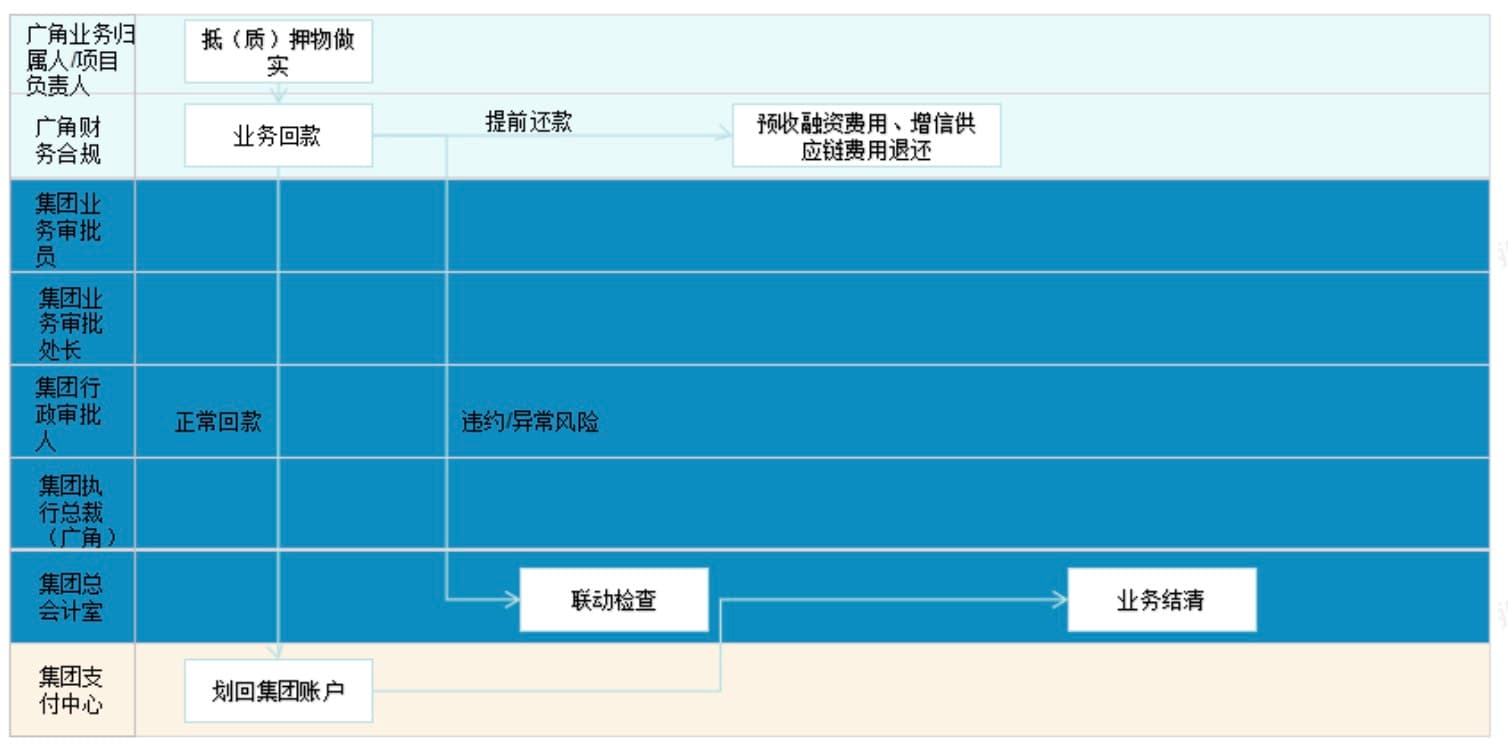 广角业务归
属人/项目
负责人
抵（质）押物做
实
广角财
务合规
业务回款
提前还款
预收融资费用、增信供
应链费用退还
集团业
务审批
员
集团业
务审批
处长
集团行
政审批
人
正常回款
违约/异常风险
集团执
行总裁
（广角）
集团总
会计室
联动检查
业务结清
集团支
付中心
划回集团账户